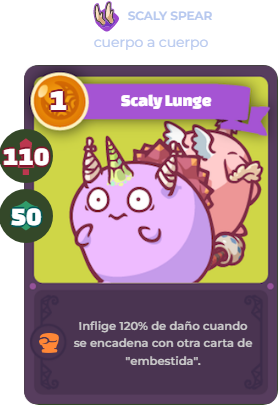 SCALY SPEAR
cuerpo a cuerpo
1
Scaly Lunge
110
50
Inflige 120% de daño cuando
se encadena con otra carta de
"embestida".